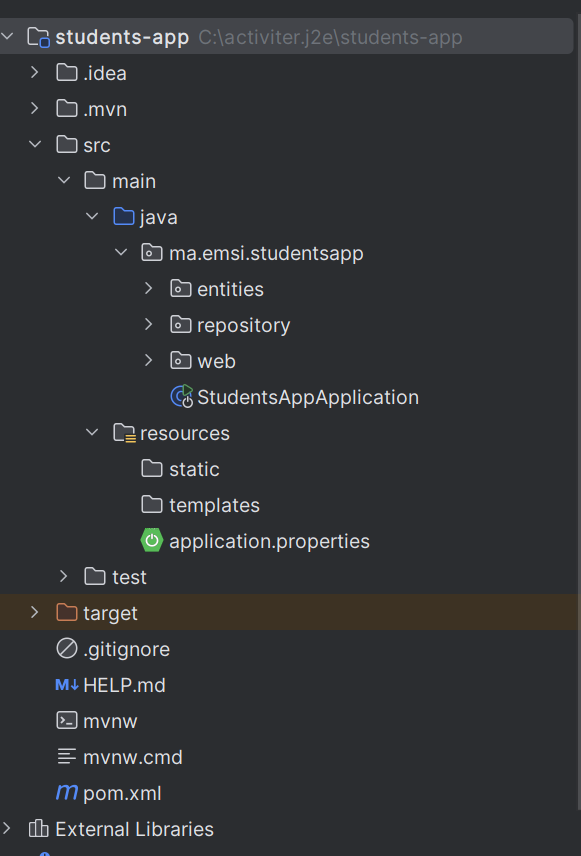 students-app C:\activiter.j2e\students-app
.idea
.mvn
src
main
java
ma.emsi.studentsapp
entities
repository
web
StudentsAppApplication
resources
static
templates
application.properties
test
target
.gitignore
M↓ HELP.md
mvnw
mvnw.cmd
m pom.xml
External Libraries